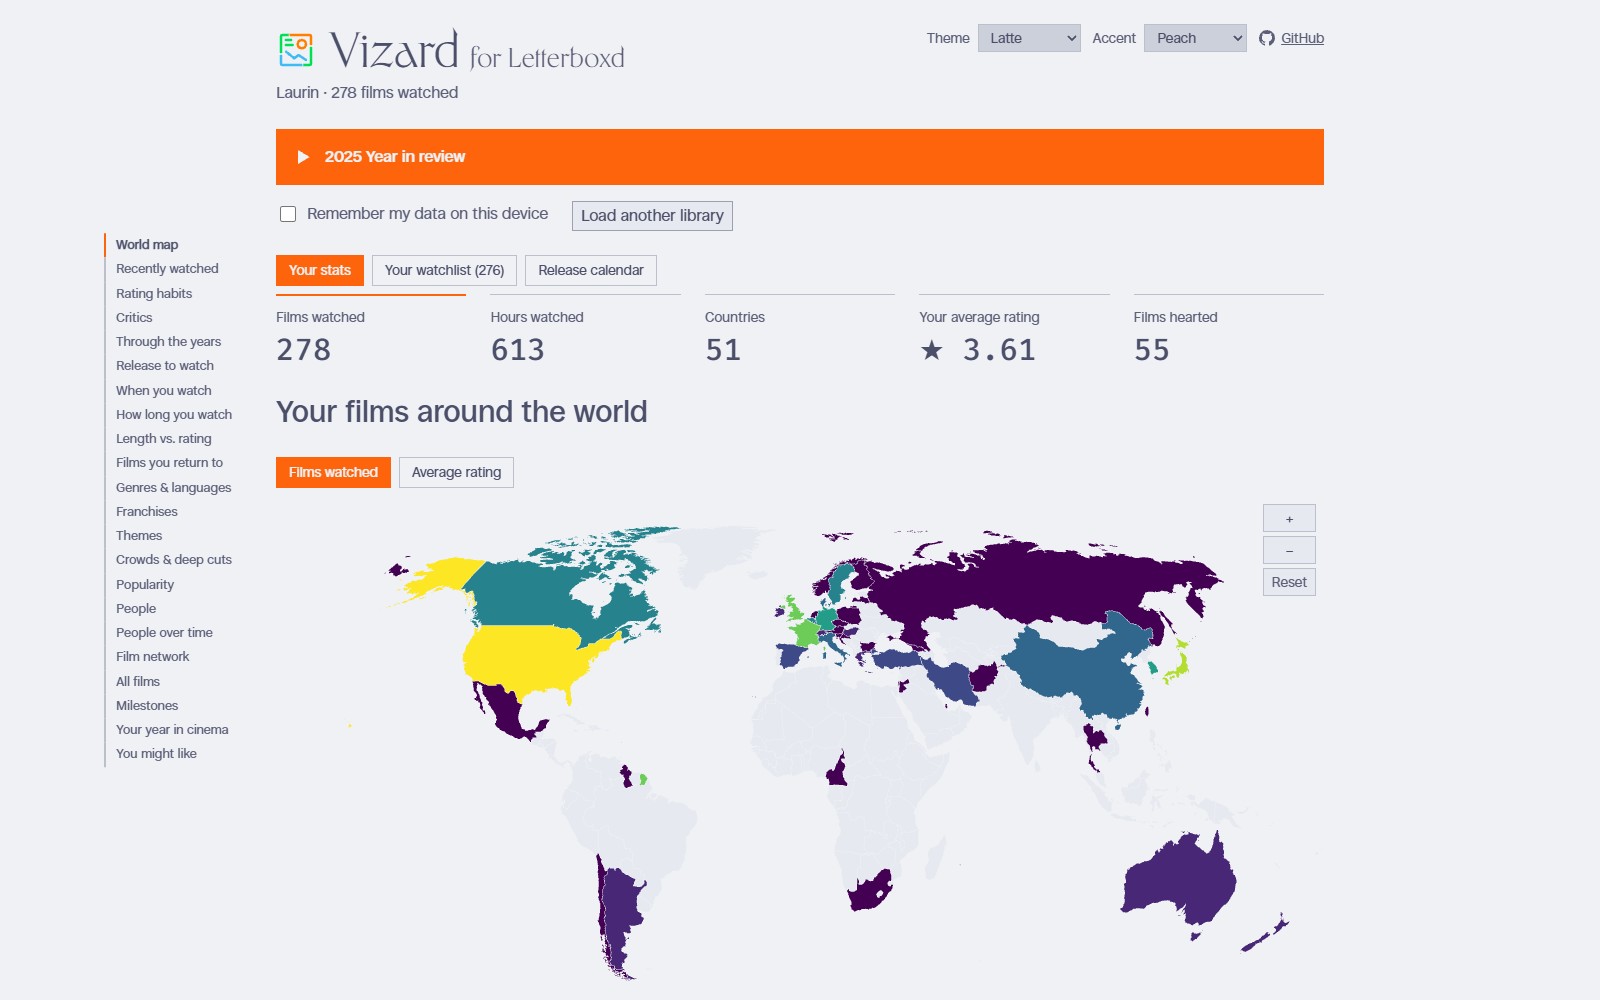 Vizard for Letterboxd
Theme Latte Accent Peach GitHub
Laurin · 278 films watched
2025 Year in review
Remember my data on this device Load another library
Your stats Your watchlist (276) Release calendar
World map
Recently watched
Rating habits
Critics
Through the years
Release to watch
When you watch
How long you watch
Length vs. rating
Films you return to
Genres & languages
Franchises
Themes
Crowds & deep cuts
Popularity
People
People over time
Film network
All films
Milestones
Your year in cinema
You might like
Films watched
278
Hours watched
613
Countries
51
Your average rating
★ 3.61
Films hearted
55
Your films around the world
Films watched Average rating
+
−
Reset